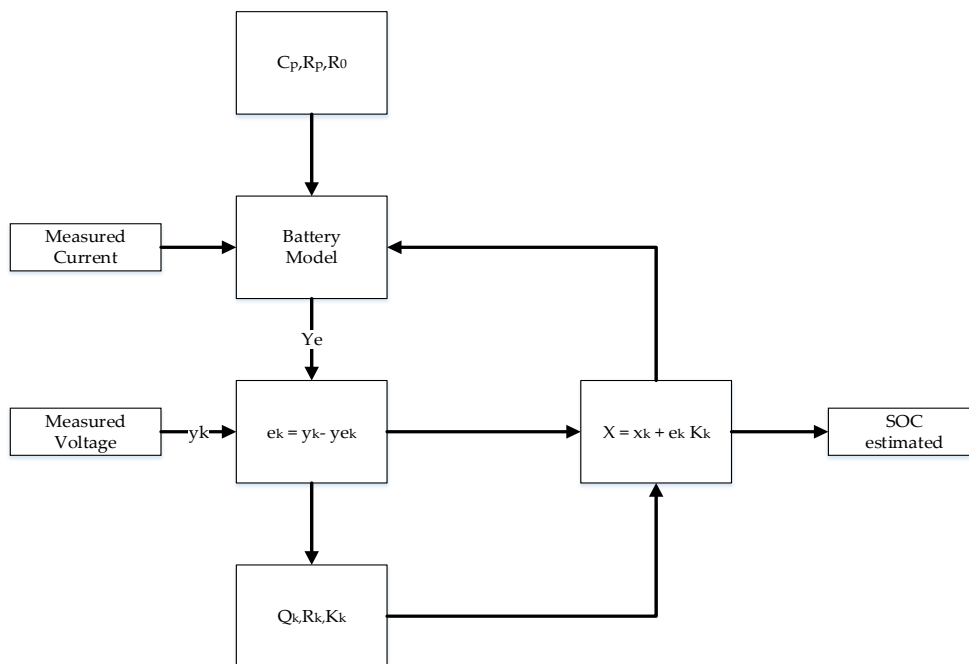 Cp,Rp,R0
Measured
Current
Battery
Model
Ye
Measured
Voltage
yk
ek = yk- yek
X = xk + ek Kk
SOC
estimated
Qk,Rk,Kk